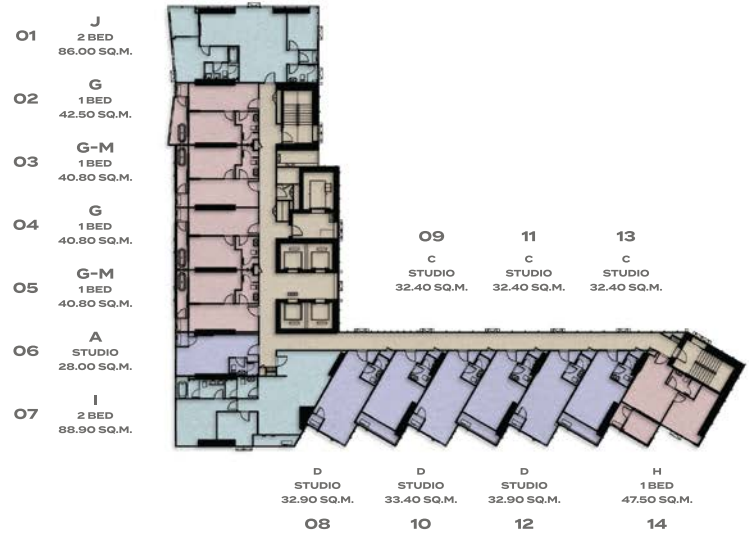 01
J
2 BED
86.00 SQ.M.
02
G
1 BED
42.50 SQ.M.
03
G-M
1 BED
40.80 SQ.M.
04
G
1 BED
40.80 SQ.M.
05
G-M
1 BED
40.80 SQ.M.
06
A
STUDIO
28.00 SQ.M.
07
I
2 BED
88.90 SQ.M.
09
C
STUDIO
32.40 SQ.M.
11
C
STUDIO
32.40 SQ.M.
13
C
STUDIO
32.40 SQ.M.
D
STUDIO
32.90 SQ.M.
08
D
STUDIO
33.40 SQ.M.
10
D
STUDIO
32.90 SQ.M.
12
H
1 BED
47.50 SQ.M.
14